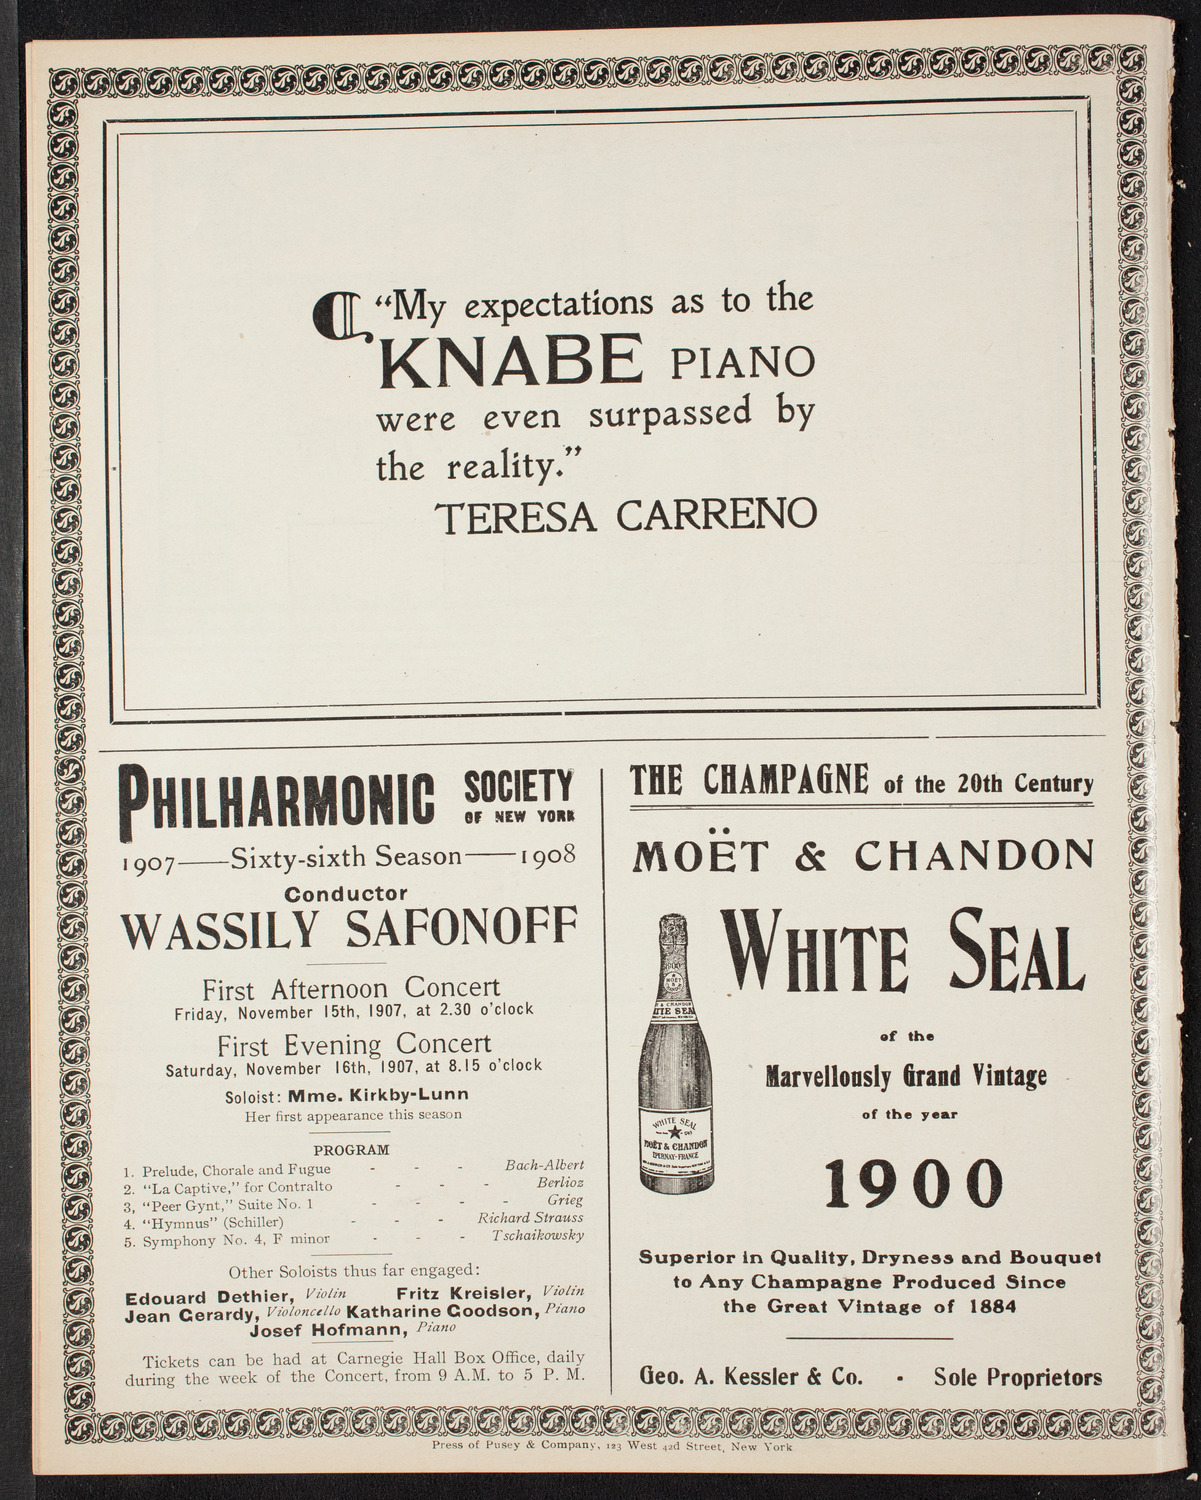 "My expectations as to the
KNABE PIANO
were even surpassed by
the reality."
TERESA CARRENO
PHILHARMONIC SOCIETY
OF NEW YORK
1907—Sixty-sixth Season—1908
Conductor
WASSILY SAFONOFF
First Afternoon Concert
Friday, November 15th, 1907, at 2.30 o'clock
First Evening Concert
Saturday, November 16th, 1907, at 8.15 o'clock
Soloist: Mme. Kirkby-Lunn
Her first appearance this season
PROGRAM
1. Prelude, Chorale and Fugue - - - Bach-Albert
2. "La Captive," for Contralto - - - Berlioz
3, "Peer Gynt," Suite No. 1 - - - - Grieg
4. "Hymnus" (Schiller) - - - Richard Strauss
5. Symphony No. 4, F minor - - - Tschaikowsky
Other Soloists thus far engaged:
Edouard Dethier, Violin Fritz Kreisler, Violin
Jean Gerardy, Violoncello Katharine Goodson, Piano
Josef Hofmann, Piano
Tickets can be had at Carnegie Hall Box Office, daily
during the week of the Concert, from 9 A.M. to 5 P. M.
THE CHAMPAGNE of the 20th Century
MOËT & CHANDON
WHITE SEAL
of the
Marvellously Grand Vintage
of the year
1900
WHITE SEAL
MOËT & CHANDON
EPERNAY-FRANCE
Superior in Quality, Dryness and Bouquet
to Any Champagne Produced Since
the Great Vintage of 1884
Geo. A. Kessler & Co. - Sole Proprietors
Press of Pusey & Company, 123 West 42d Street, New York